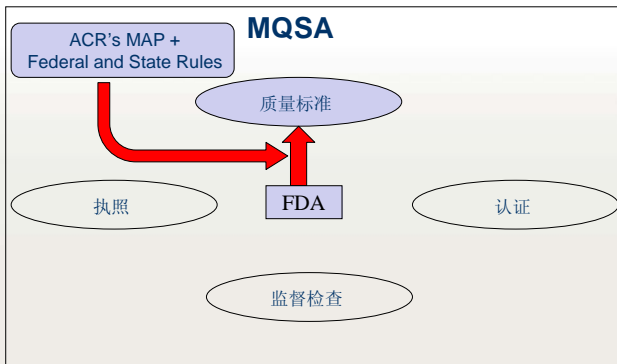 MQSA
ACR's MAP +
Federal and State Rules
质量标准
执照
FDA
认证
监督检查